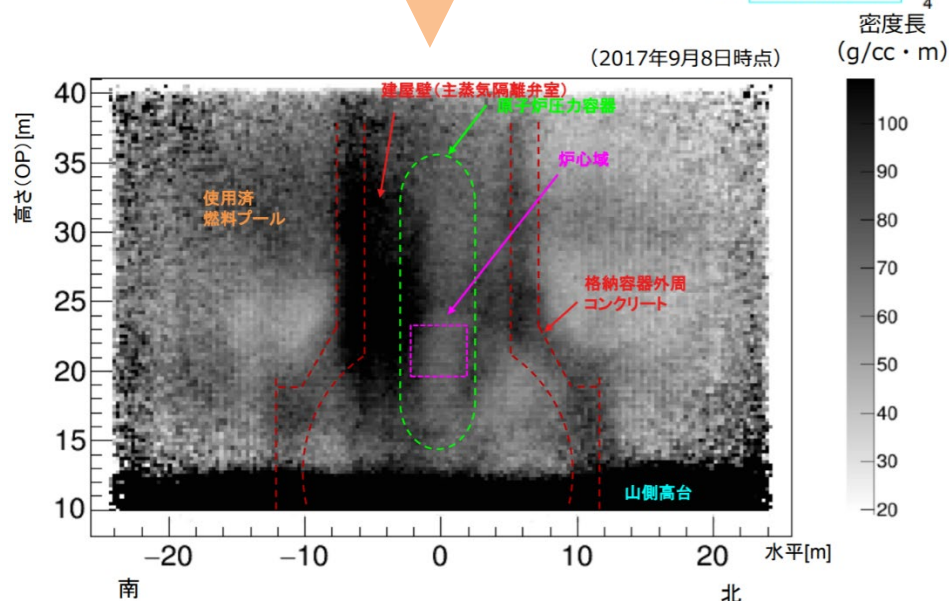 4
密度長
(g/cc・m)
(2017年9月8日時点)
建屋壁(主蒸気隔離弁室)
原子炉圧力容器
炉心域
使用済
燃料プール
格納容器外周
コンクリート
山側高台
高さ(OP)[m]
40
35
30
25
20
15
10
−20
−10
0
10
20
水平[m]
南
北
100
90
80
70
60
50
40
30
20